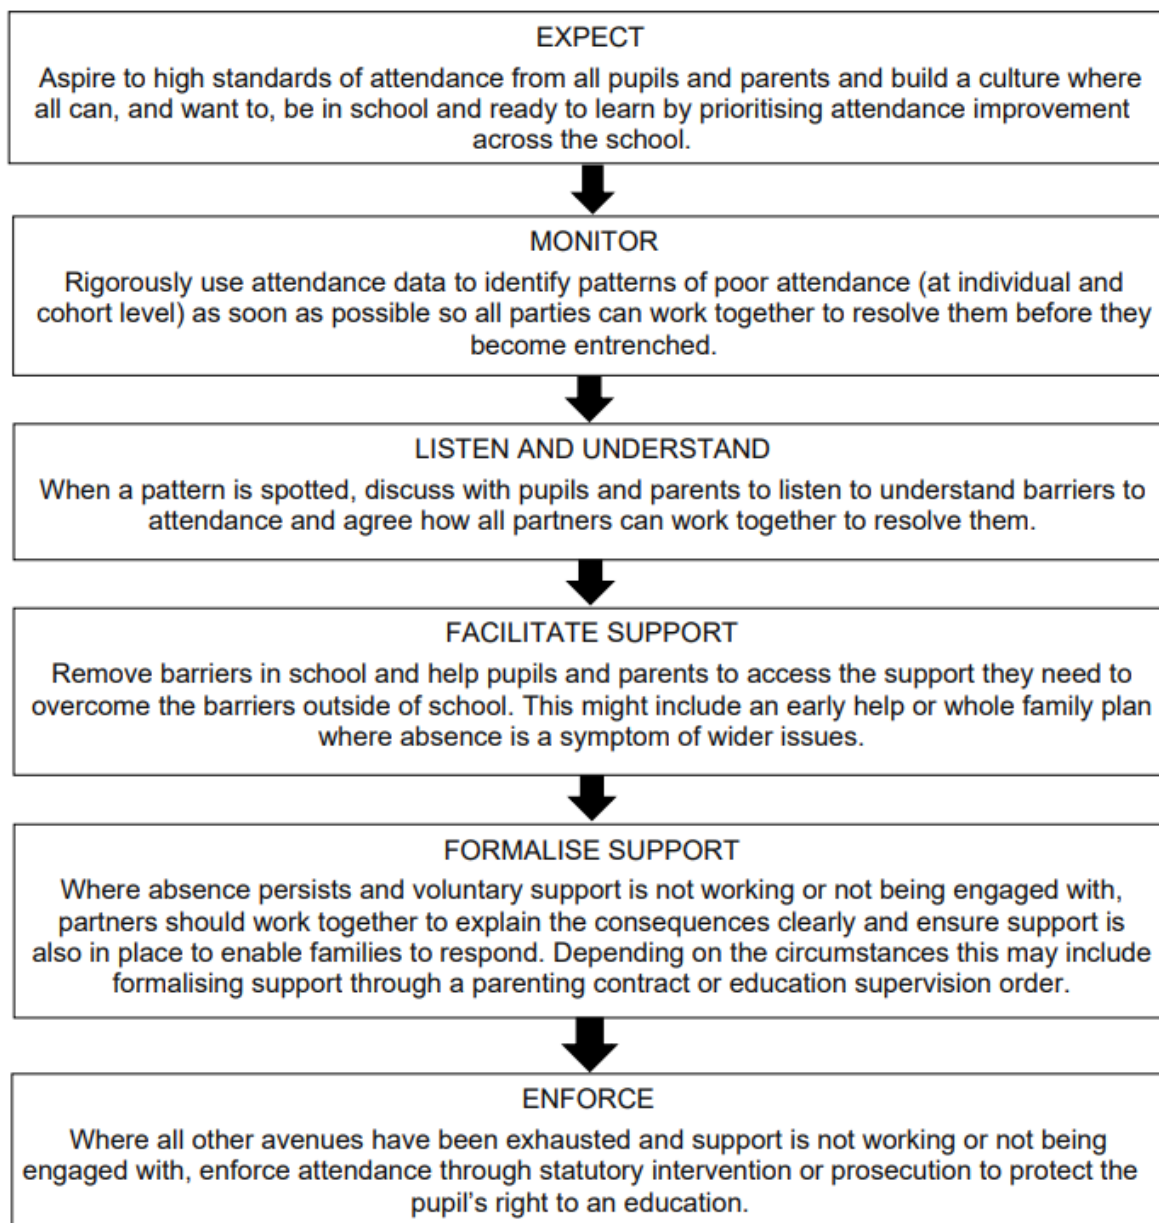 EXPECT
Aspire to high standards of attendance from all pupils and parents and build a culture where
all can, and want to, be in school and ready to learn by prioritising attendance improvement
across the school.
MONITOR
Rigorously use attendance data to identify patterns of poor attendance (at individual and
cohort level) as soon as possible so all parties can work together to resolve them before they
become entrenched.
LISTEN AND UNDERSTAND
When a pattern is spotted, discuss with pupils and parents to listen to understand barriers to
attendance and agree how all partners can work together to resolve them.
FACILITATE SUPPORT
Remove barriers in school and help pupils and parents to access the support they need to
overcome the barriers outside of school. This might include an early help or whole family plan
where absence is a symptom of wider issues.
FORMALISE SUPPORT
Where absence persists and voluntary support is not working or not being engaged with,
partners should work together to explain the consequences clearly and ensure support is
also in place to enable families to respond. Depending on the circumstances this may include
formalising support through a parenting contract or education supervision order.
ENFORCE
Where all other avenues have been exhausted and support is not working or not being
engaged with, enforce attendance through statutory intervention or prosecution to protect the
pupil's right to an education.